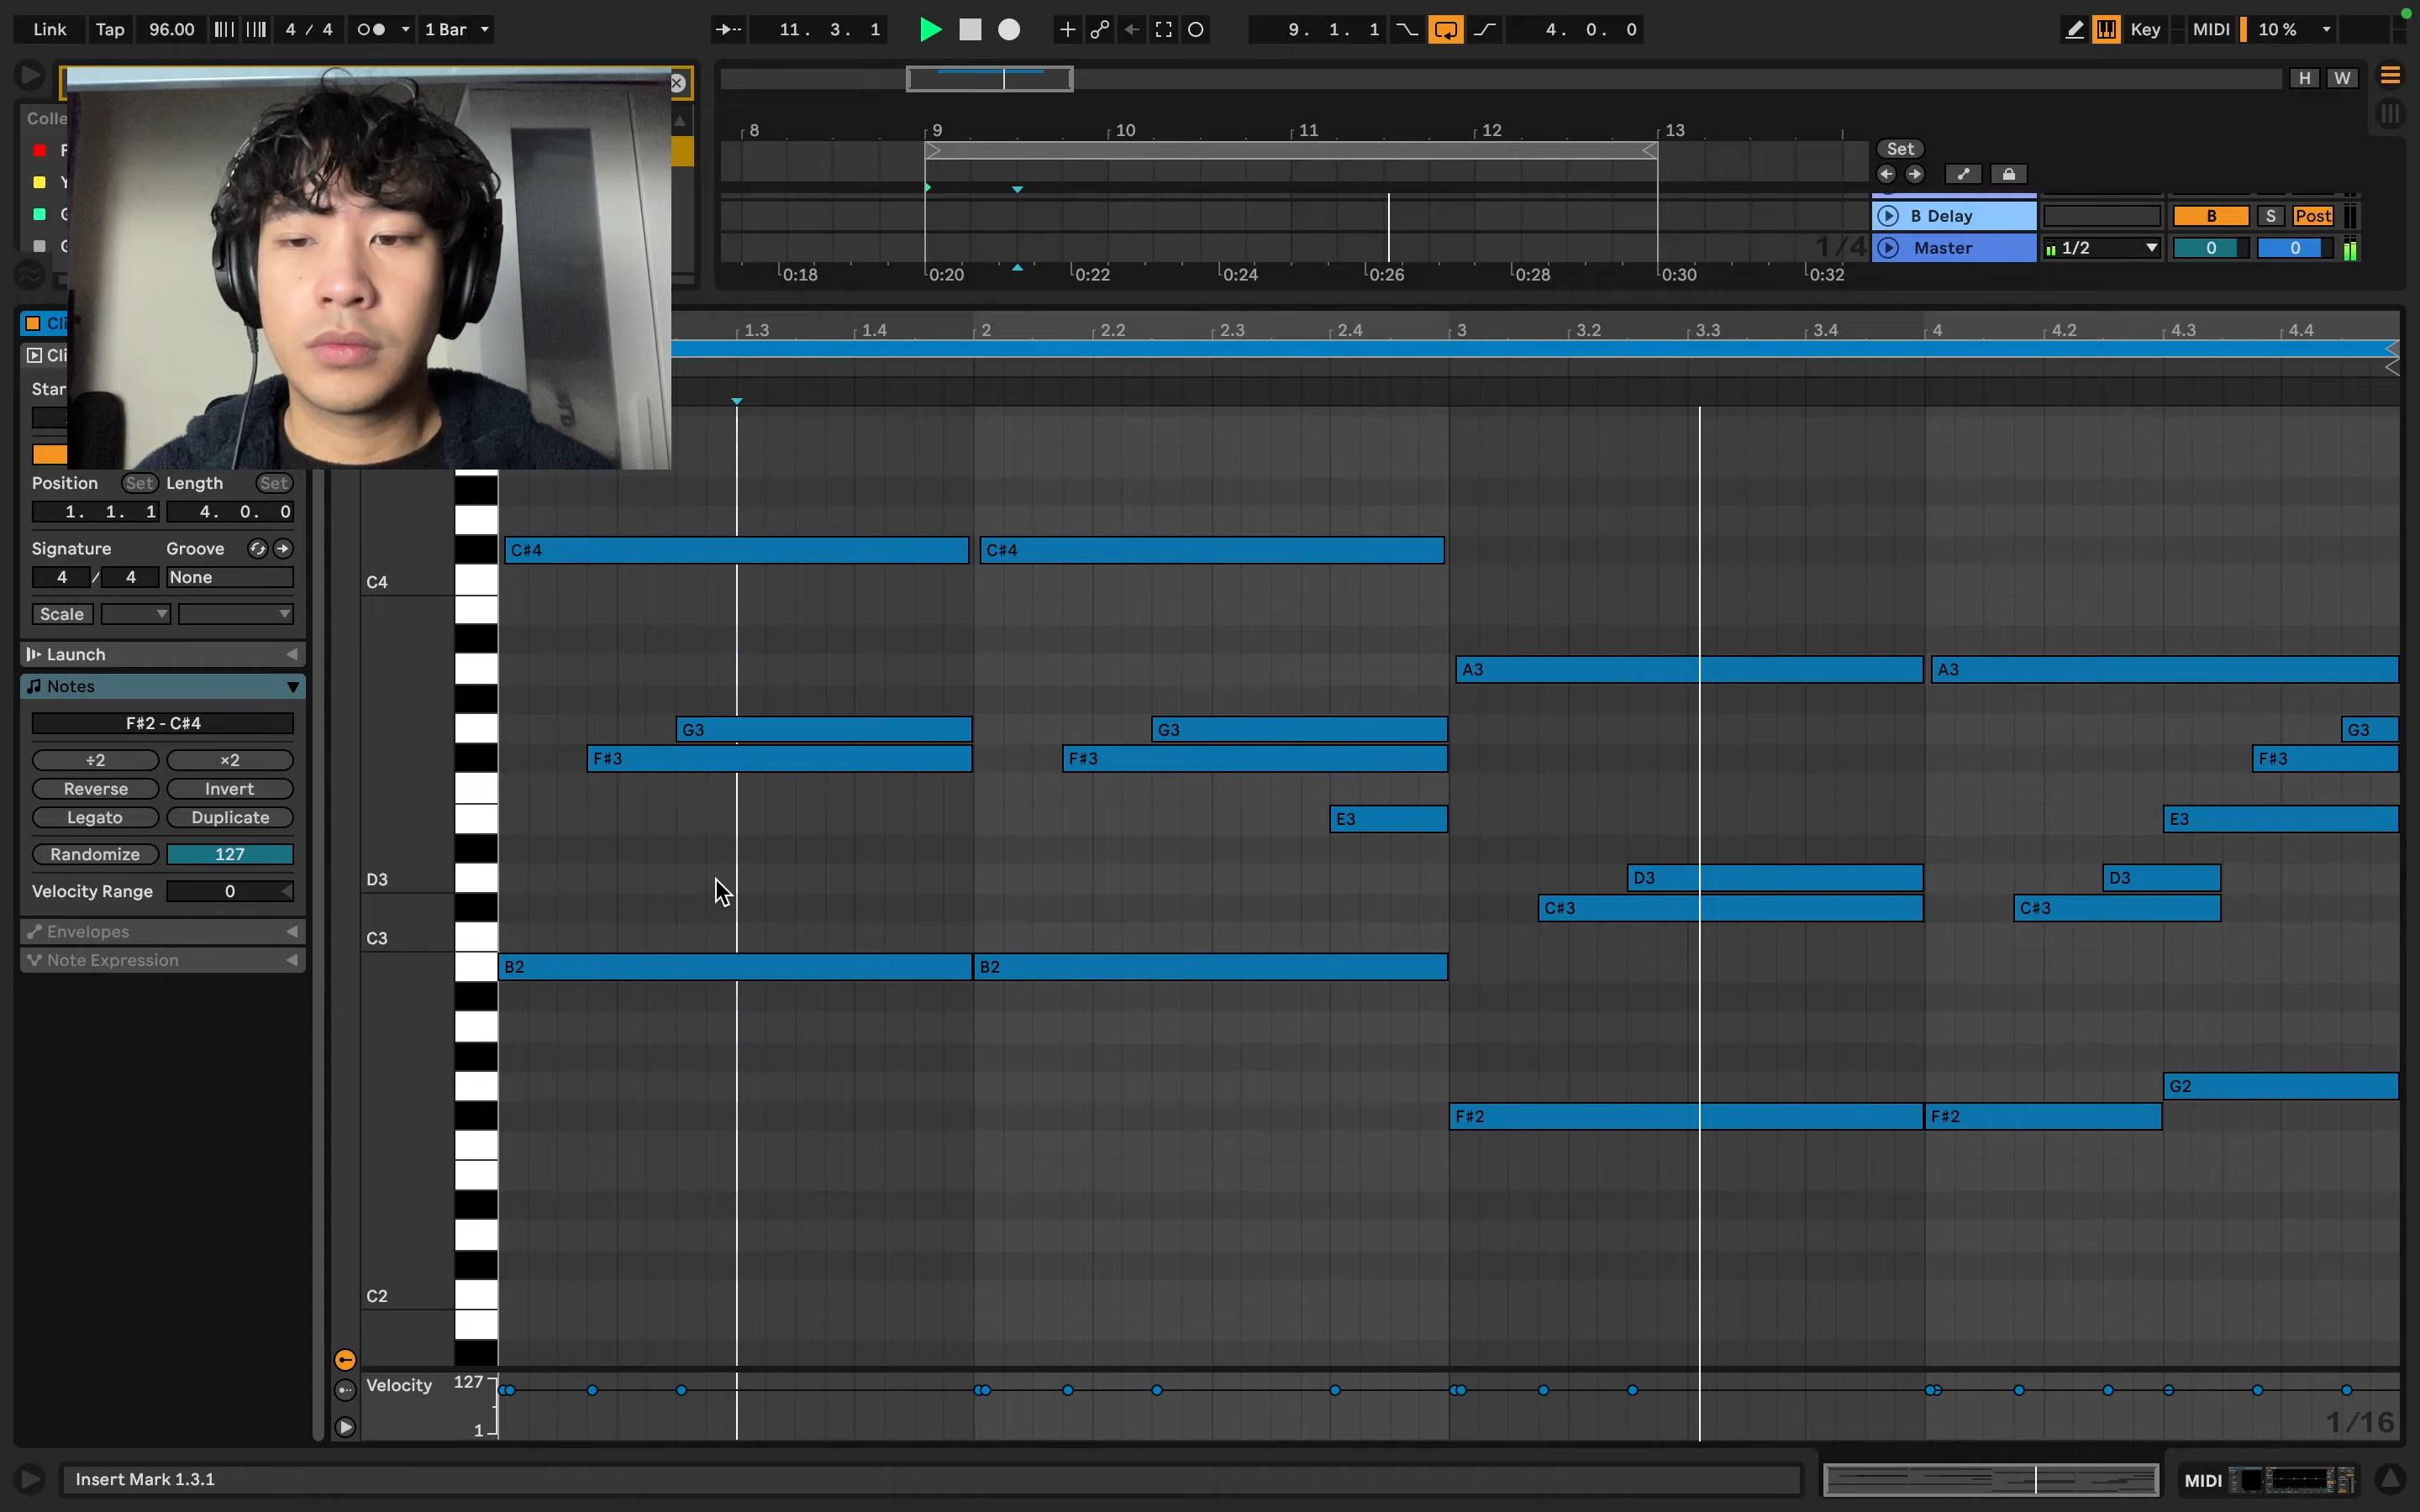 Link Tap 96.00 4 / 4 1 Bar 11. 3. 1 9. 1. 1 4. 0. 0 Key MIDI 10 %
H W
Colle
8 9 10 11 12 13
Set
F
Y
G
G
B Delay B S Post
1/4 Master 1/2 0 0
0:18 0:20 0:22 0:24 0:26 0:28 0:30 0:32
Cli
1.3 1.4 2 2.2 2.3 2.4 3 3.2 3.3 3.4 4 4.2 4.3 4.4
Cli
Star
Position Set Length Set
1. 1. 1 4. 0. 0
Signature Groove
4 / 4 None
Scale
Launch
Notes
F#2 - C#4
÷2 ×2
Reverse Invert
Legato Duplicate
Randomize 127
Velocity Range 0
Envelopes
Note Expression
C#4 C#4
C4
A3 A3
G3 G3 G3
F#3 F#3 F#3
E3 E3
D3 D3 D3
C#3 C#3
C3
B2 B2
G2
F#2 F#2
C2
Velocity 127
1
1/16
Insert Mark 1.3.1
MIDI